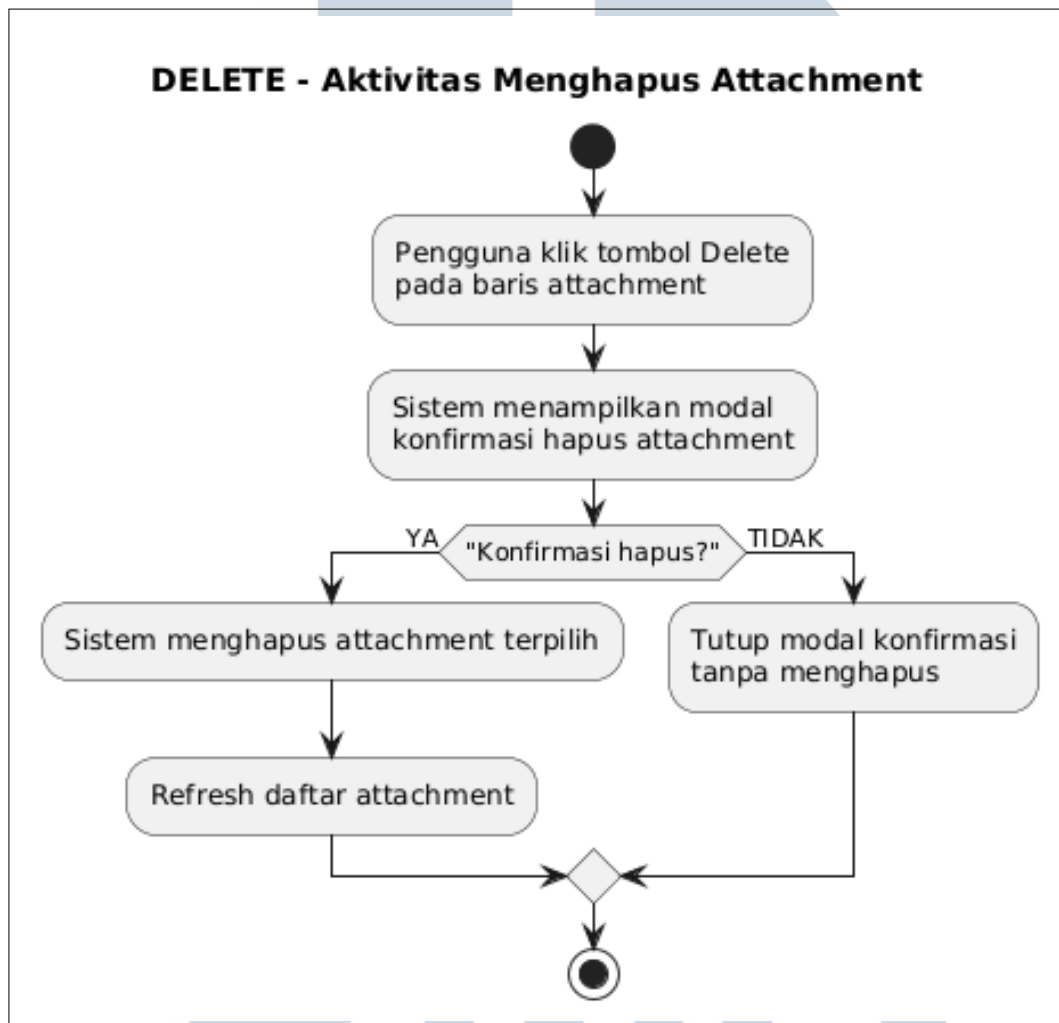 DELETE - Aktivitas Menghapus Attachment
Pengguna klik tombol Delete
pada baris attachment
Sistem menampilkan modal
konfirmasi hapus attachment
YA
"Konfirmasi hapus?"
TIDAK
Sistem menghapus attachment terpilih
Tutup modal konfirmasi
tanpa menghapus
Refresh daftar attachment